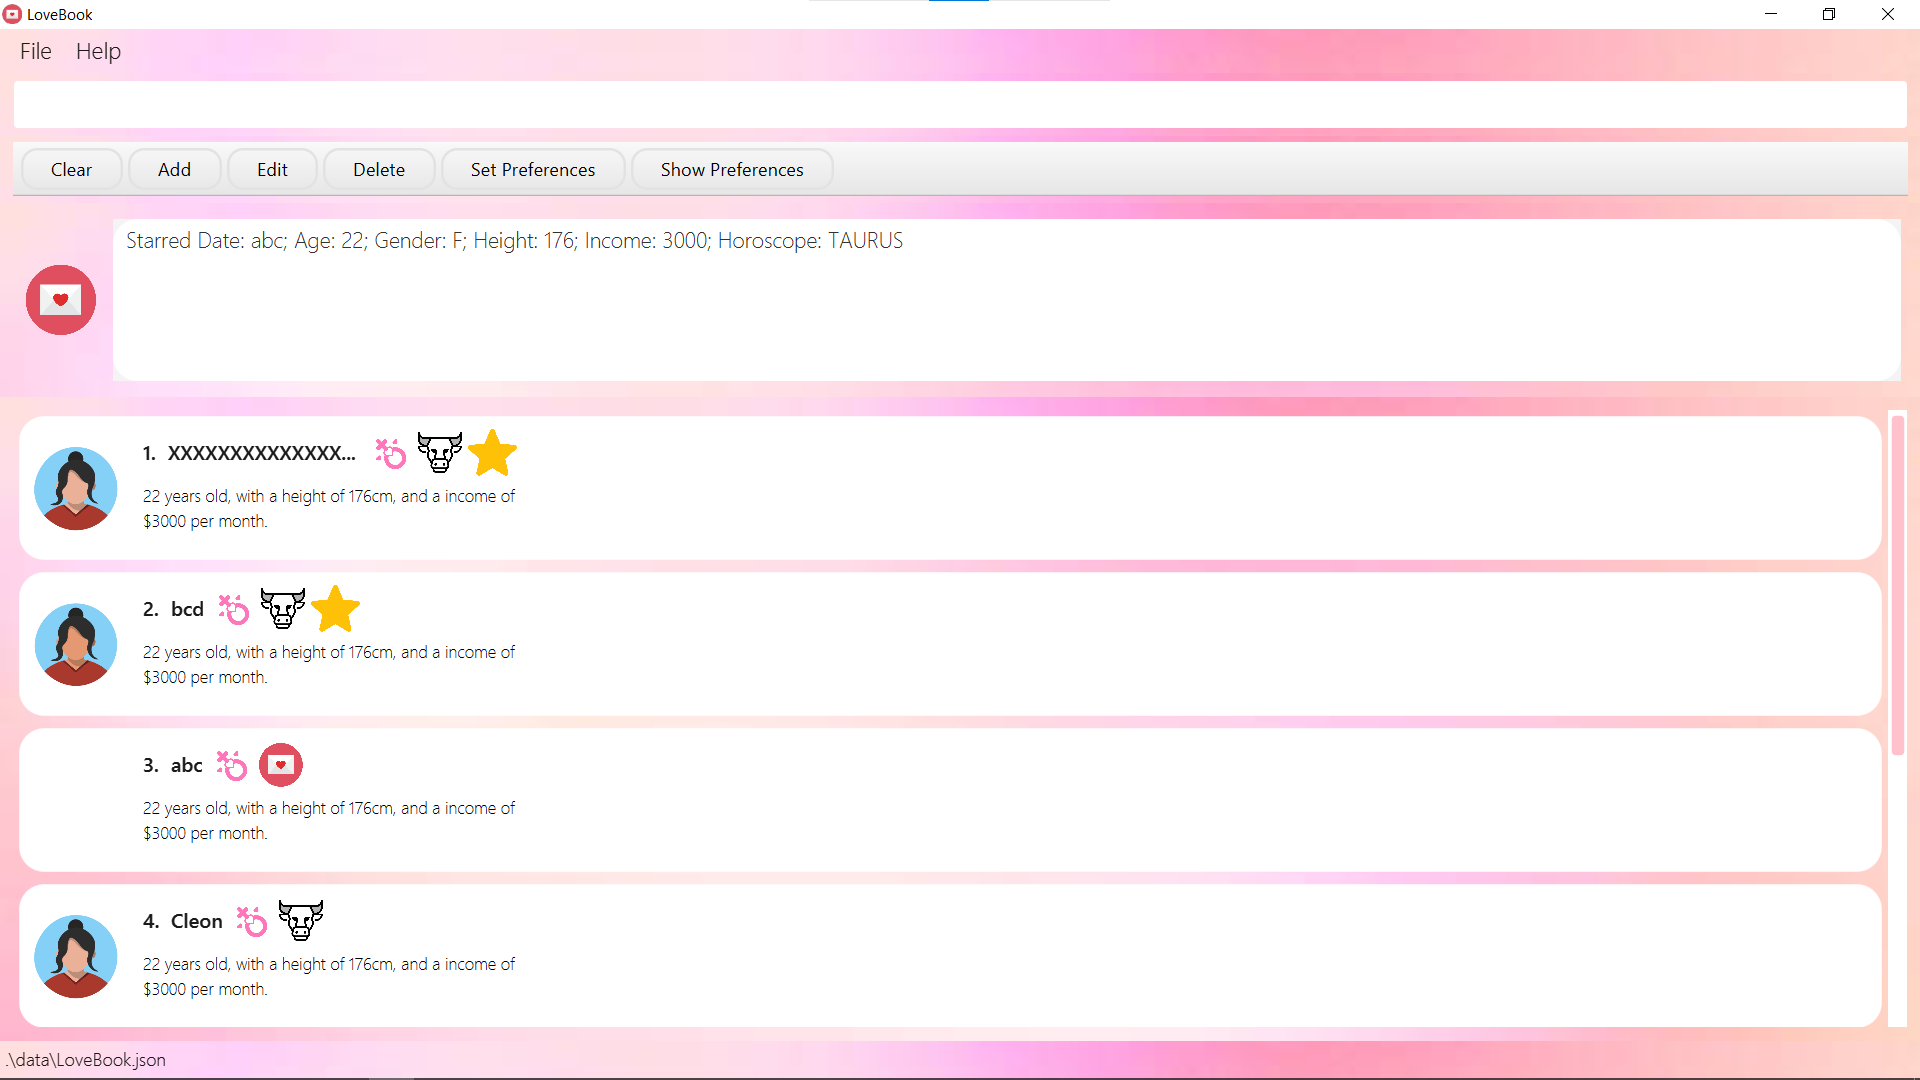 LoveBook
File Help
Clear Add Edit Delete Set Preferences Show Preferences
Starred Date: abc; Age: 22; Gender: F; Height: 176; Income: 3000; Horoscope: TAURUS
1. XXXXXXXXXXXXXX...
22 years old, with a height of 176cm, and a income of
$3000 per month.
2. bcd
22 years old, with a height of 176cm, and a income of
$3000 per month.
3. abc
22 years old, with a height of 176cm, and a income of
$3000 per month.
4. Cleon
22 years old, with a height of 176cm, and a income of
$3000 per month.
.\data\LoveBook.json